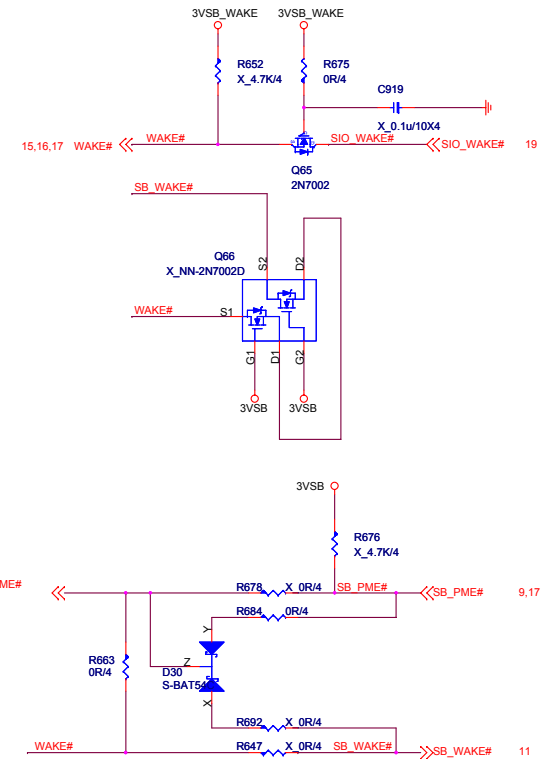 3VSB_WAKE 3VSB_WAKE
R652
X_4.7K/4
R675
0R/4
C919
X_0.1u/10X4
15,16,17 WAKE# WAKE# SIO_WAKE# SIO_WAKE# 19
Q65
2N7002
SB_WAKE#
Q66
X_NN-2N7002D
S2
D2
WAKE#
S1
G1
D1
G2
3VSB 3VSB
3VSB
R676
X_4.7K/4
ME# R678 X_0R/4 SB_PME# SB_PME# 9,17
R684 0R/4
Y
R663
0R/4
Z
D30
S-BAT54
X
R692 X_0R/4
WAKE# R647 X_0R/4 SB_WAKE# SB_WAKE# 11